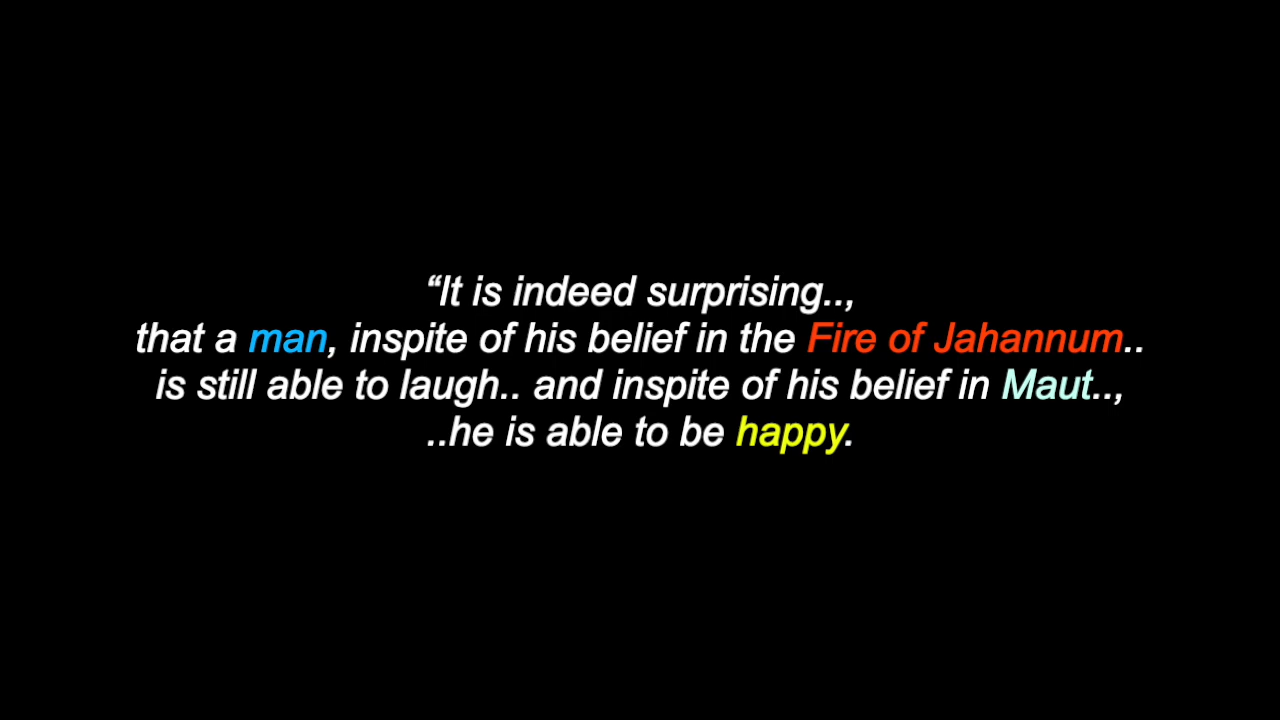 “It is indeed surprising..,
that a man, inspite of his belief in the Fire of Jahannum..
is still able to laugh.. and inspite of his belief in Maut..,
..he is able to be happy.